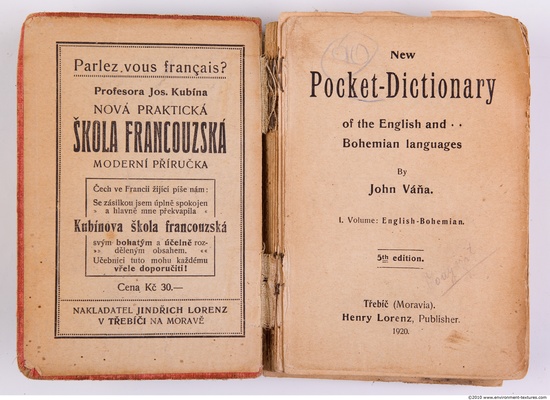 Parlez-vous français?
Profesora Jos. Kubína
NOVÁ PRAKTICKÁ
ŠKOLA FRANCOUZSKÁ
MODERNÍ PŘÍRUČKA
Čech ve Francii žijící píše nám:
Se zásilkou jsem úplně spokojen
a hlavně mne překvapila
Kubínova škola francouzská
svým bohatým a účelně roz-
děleným obsahem.
Učebnici tuto mohu každému
vřele doporučiti!
Cena Kč 30.—
NAKLADATEL JINDŘICH LORENZ
V TŘEBÍČI NA MORAVĚ
New
Pocket-Dictionary
of the English and
Bohemian languages
By
John Váňa.
I. Volume: English-Bohemian.
5th edition.
Třebíč (Moravia).
Henry Lorenz, Publisher.
1920.
©2010 www.environment-textures.com